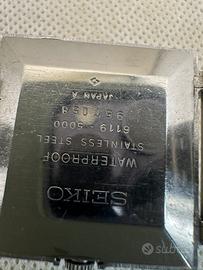 SEIKO
WATERPROOF
STAINLESS STEEL
6119-5000
JAPAN A
subito